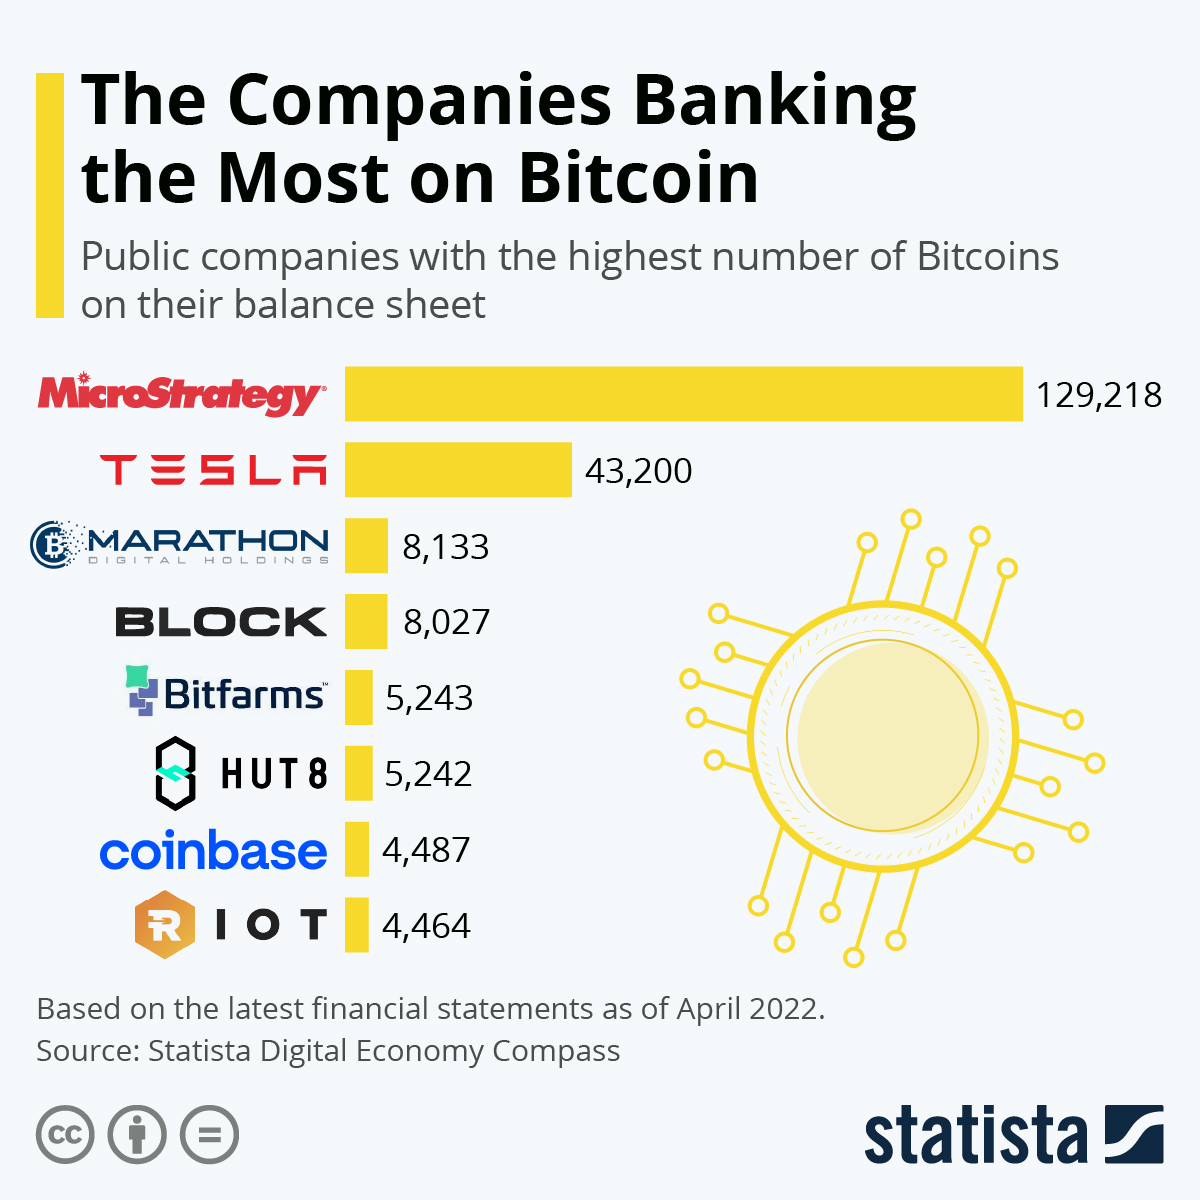 The Companies Banking
the Most on Bitcoin
Public companies with the highest number of Bitcoins
on their balance sheet
MicroStrategy® 129,218
TESLA 43,200
MARATHON 8,133
DIGITAL HOLDINGS
BLOCK 8,027
Bitfarms™ 5,243
HUT 8 5,242
coinbase 4,487
R IOT 4,464
Based on the latest financial statements as of April 2022.
Source: Statista Digital Economy Compass
cc = statista